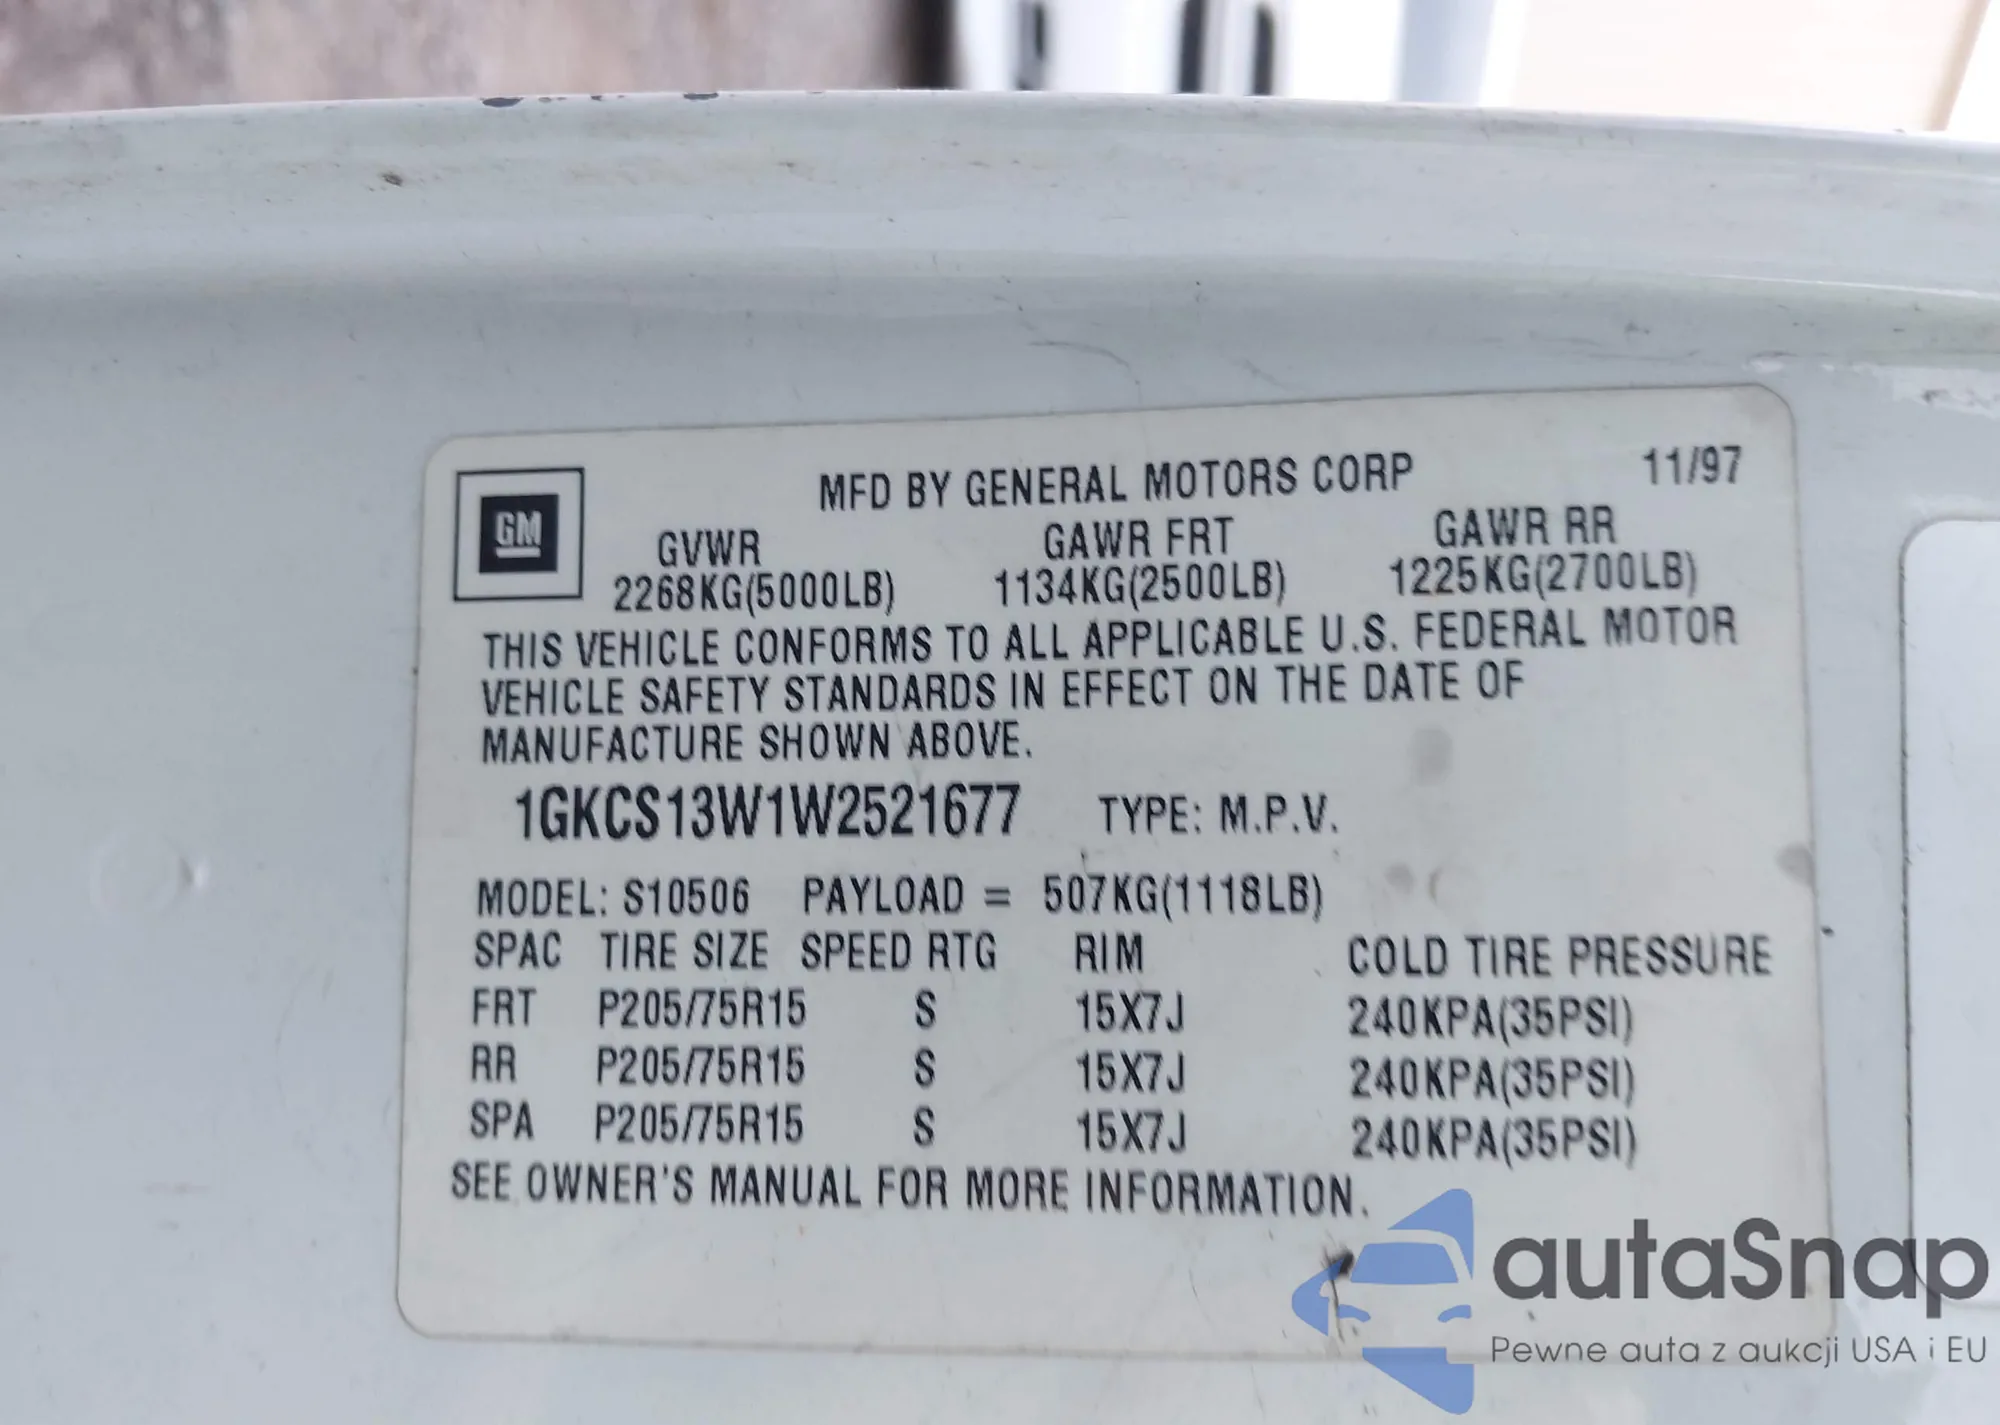 GM
MFD BY GENERAL MOTORS CORP 11/97
GVWR GAWR FRT GAWR RR
2268KG(5000LB) 1134KG(2500LB) 1225KG(2700LB)
THIS VEHICLE CONFORMS TO ALL APPLICABLE U.S. FEDERAL MOTOR
VEHICLE SAFETY STANDARDS IN EFFECT ON THE DATE OF
MANUFACTURE SHOWN ABOVE.
1GKCS13W1W2521677 TYPE: M.P.V.
MODEL: S10506 PAYLOAD = 507KG(1118LB)
SPAC TIRE SIZE SPEED RTG RIM COLD TIRE PRESSURE
FRT P205/75R15 S 15X7J 240KPA(35PSI)
RR P205/75R15 S 15X7J 240KPA(35PSI)
SPA P205/75R15 S 15X7J 240KPA(35PSI)
SEE OWNER'S MANUAL FOR MORE INFORMATION.
autaSnap
Pewne auta z aukcji USA i EU